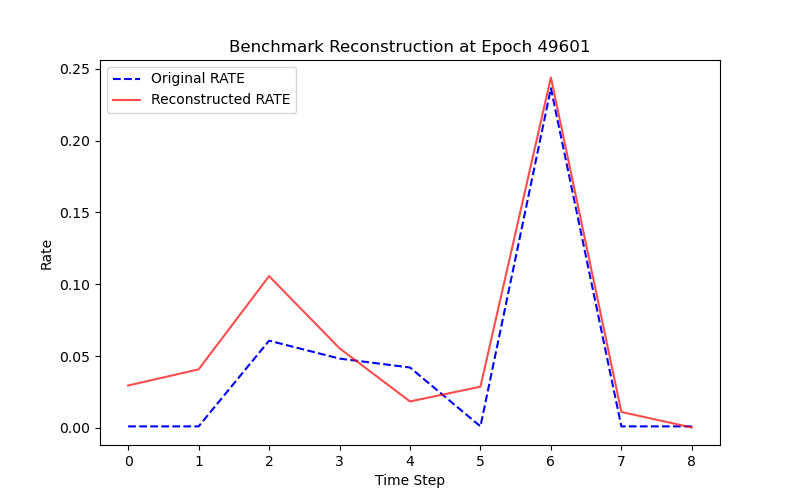 Benchmark Reconstruction at Epoch 49601
Original RATE
Reconstructed RATE
0.25
0.20
0.15
0.10
0.05
0.00
Rate
0 1 2 3 4 5 6 7 8
Time Step